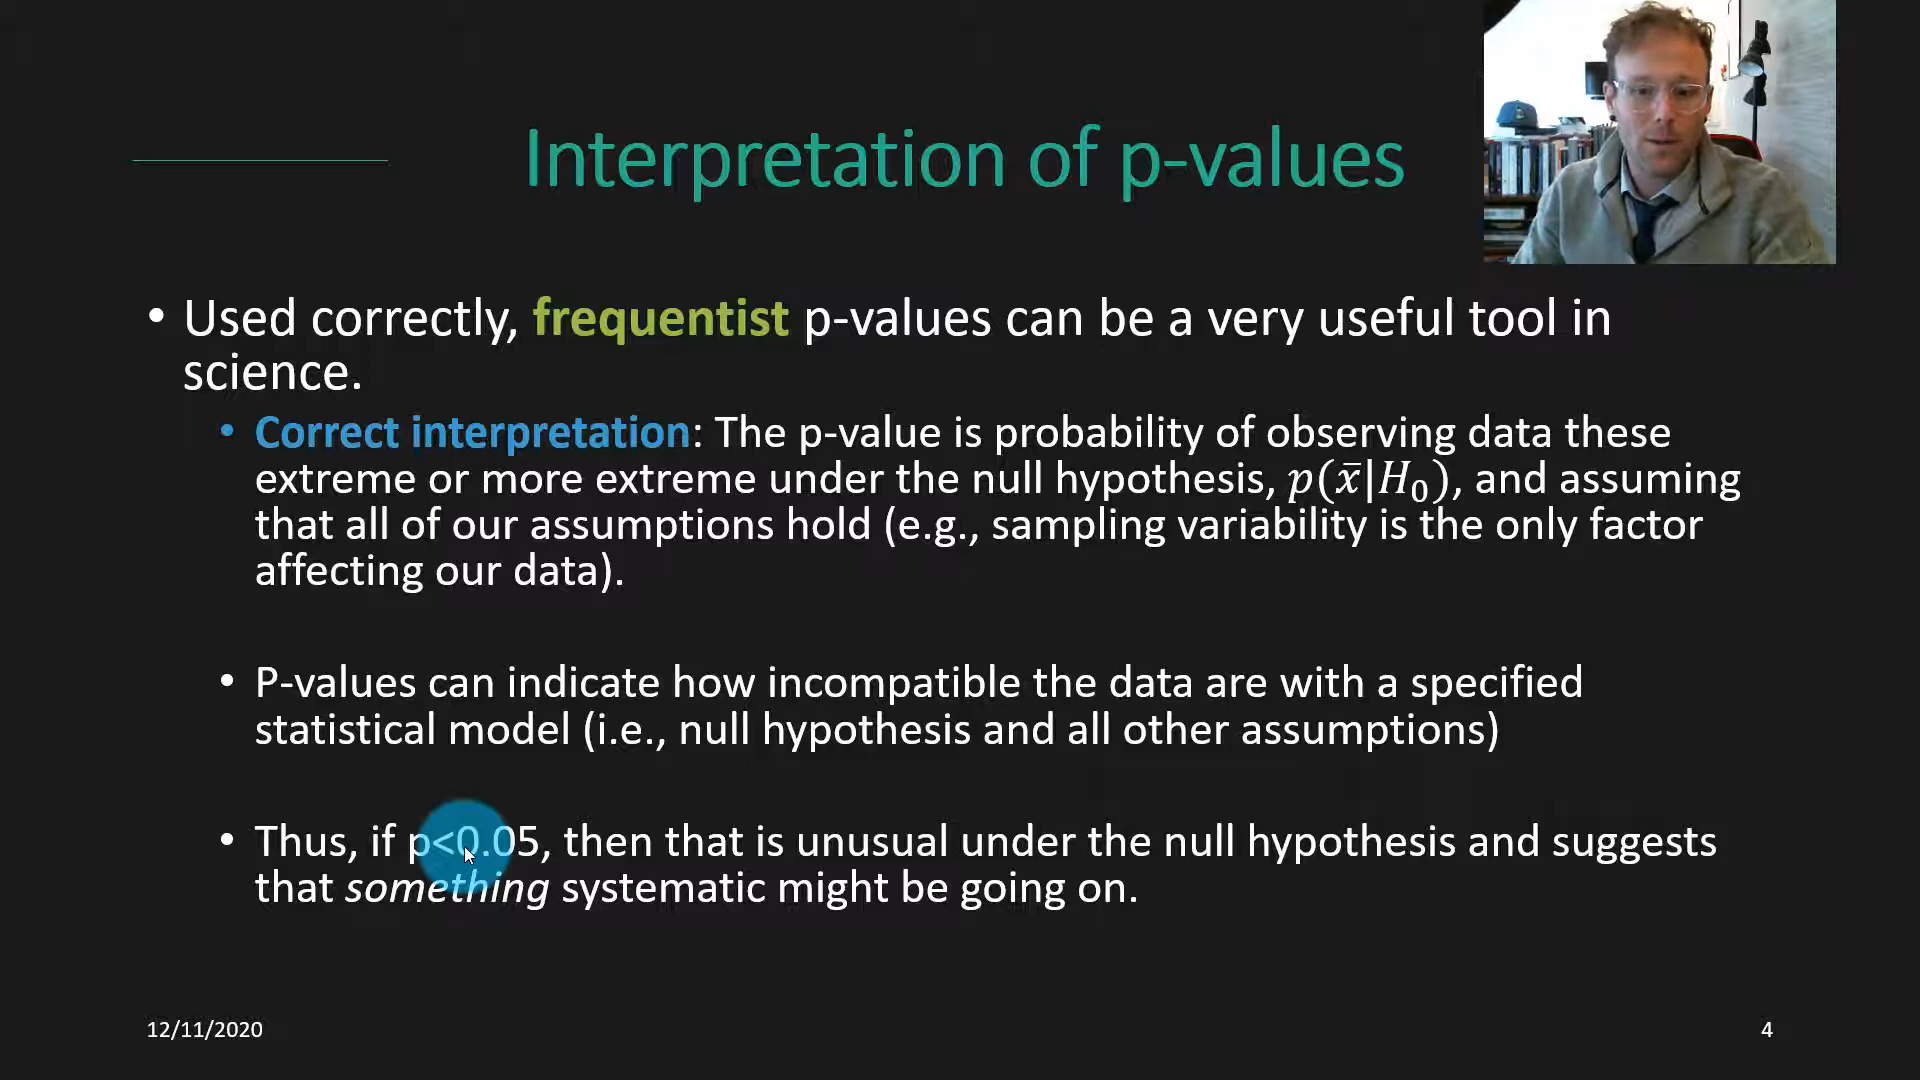 Interpretation of p-values
• Used correctly, frequentist p-values can be a very useful tool in
science.
• Correct interpretation: The p-value is probability of observing data these
extreme or more extreme under the null hypothesis, p(x̄|H₀), and assuming
that all of our assumptions hold (e.g., sampling variability is the only factor
affecting our data).
• P-values can indicate how incompatible the data are with a specified
statistical model (i.e., null hypothesis and all other assumptions)
• Thus, if p<0.05, then that is unusual under the null hypothesis and suggests
that something systematic might be going on.
12/11/2020
4